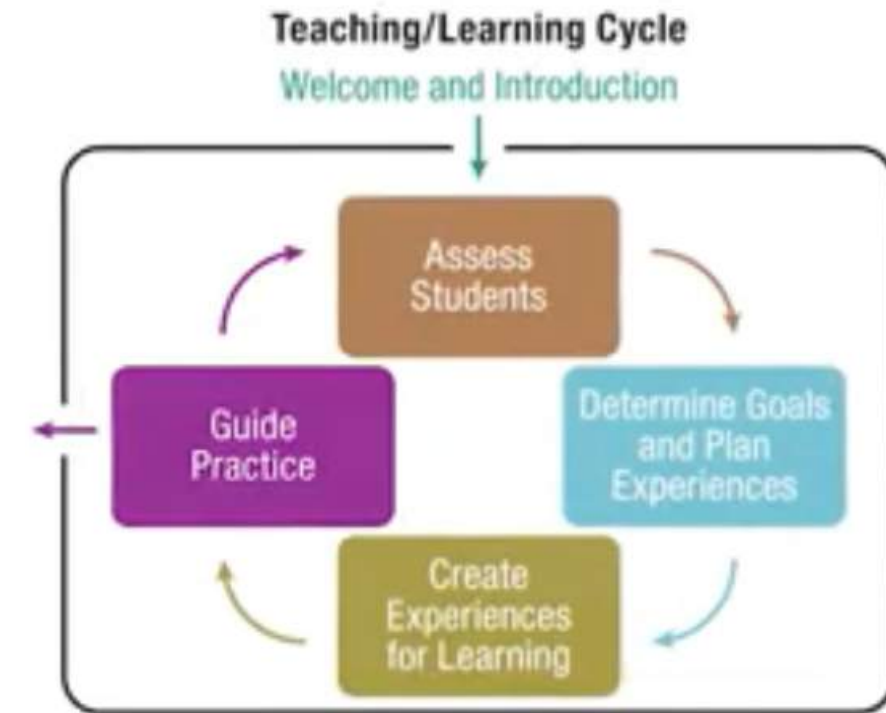 Teaching/Learning Cycle
Welcome and Introduction
Assess
Students
Determine Goals
and Plan
Experiences
Create
Experiences
for Learning
Guide
Practice